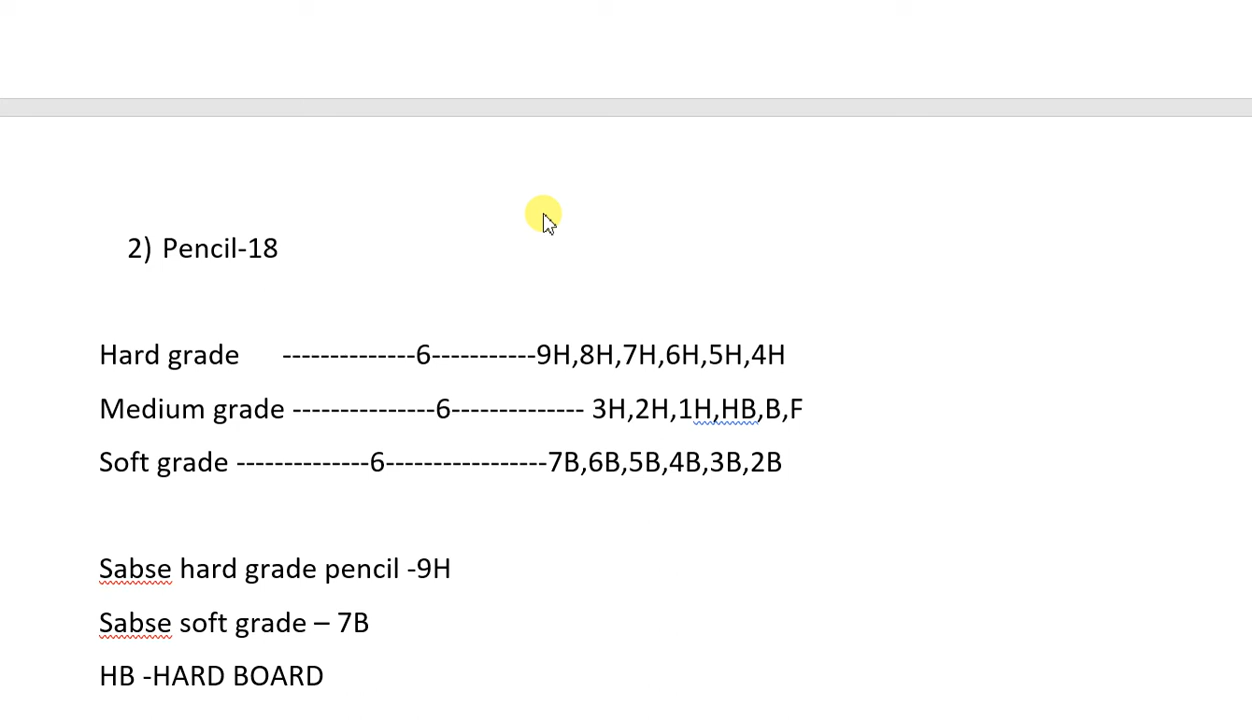 2) Pencil-18
Hard grade --------------6-----------9H,8H,7H,6H,5H,4H
Medium grade ---------------6-------------- 3H,2H,1H,HB,B,F
Soft grade --------------6-----------------7B,6B,5B,4B,3B,2B
Sabse hard grade pencil -9H
Sabse soft grade – 7B
HB -HARD BOARD